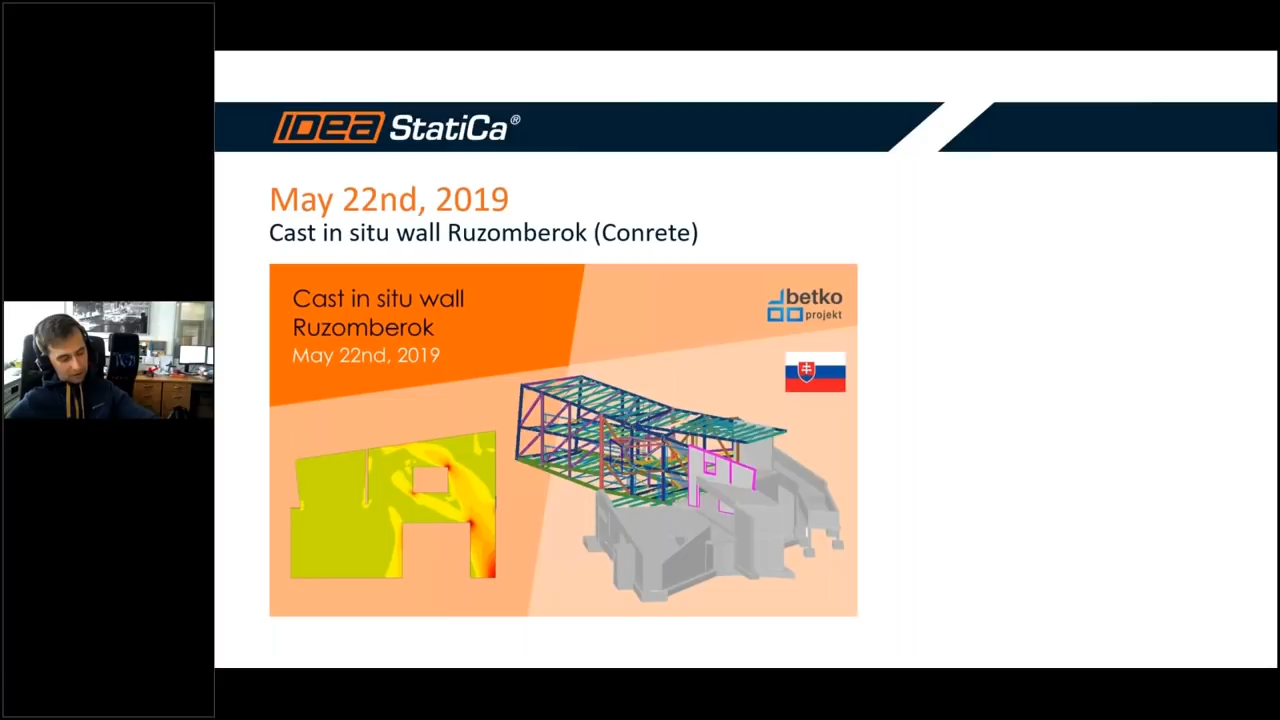 IDEA StatiCa®
May 22nd, 2019
Cast in situ wall Ruzomberok (Conrete)
Cast in situ wall
Ruzomberok
May 22nd, 2019
betko
projekt